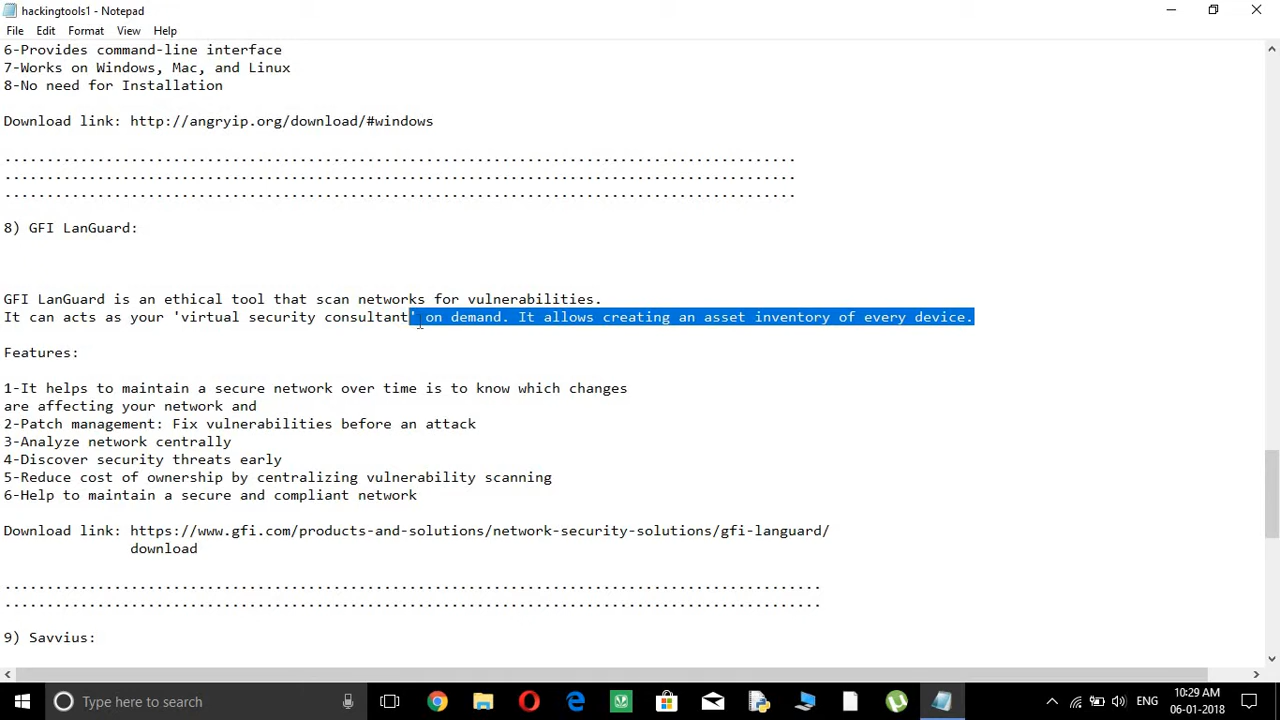 hackingtools1 - Notepad
File Edit Format View Help
6-Provides command-line interface
7-Works on Windows, Mac, and Linux
8-No need for Installation
Download link: http://angryip.org/download/#windows
..............................................................................................
..............................................................................................
..............................................................................................
8) GFI LanGuard:
GFI LanGuard is an ethical tool that scan networks for vulnerabilities.
It can acts as your 'virtual security consultant' on demand. It allows creating an asset inventory of every device.
Features:
1-It helps to maintain a secure network over time is to know which changes
are affecting your network and
2-Patch management: Fix vulnerabilities before an attack
3-Analyze network centrally
4-Discover security threats early
5-Reduce cost of ownership by centralizing vulnerability scanning
6-Help to maintain a secure and compliant network
Download link: https://www.gfi.com/products-and-solutions/network-security-solutions/gfi-languard/
download
.................................................................................................
.................................................................................................
9) Savvius:
Type here to search
ENG
10:29 AM
06-01-2018